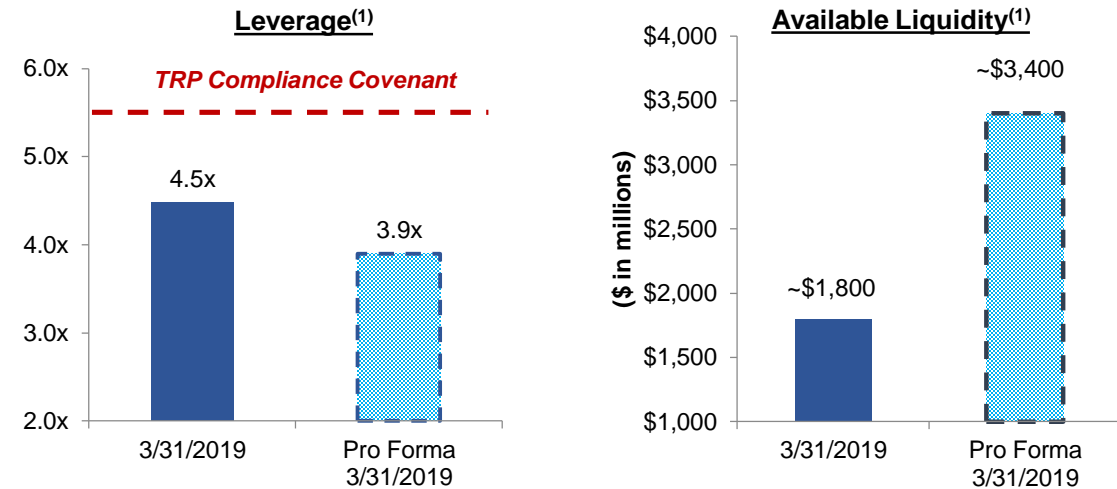 Leverage(1)
6.0x
TRP Compliance Covenant
5.0x
4.5x
4.0x
3.9x
3.0x
2.0x
3/31/2019
Pro Forma
3/31/2019
Available Liquidity(1)
($ in millions)
$4,000
~$3,400
$3,500
$3,000
$2,500
$2,000
~$1,800
$1,500
$1,000
3/31/2019
Pro Forma
3/31/2019